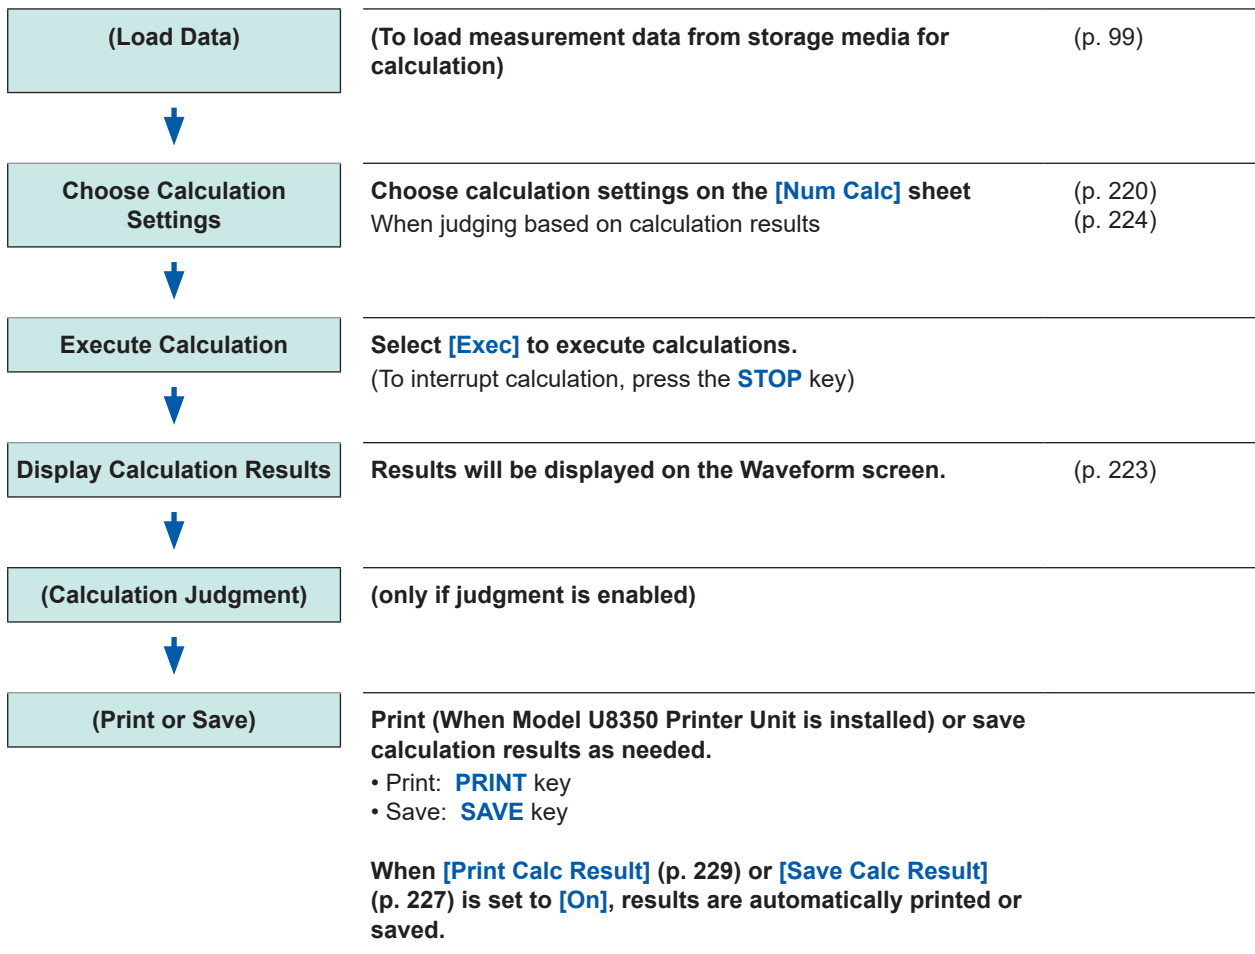 (Load Data)
(To load measurement data from storage media for
calculation)
(p. 99)
Choose Calculation
Settings
Choose calculation settings on the [Num Calc] sheet
When judging based on calculation results
(p. 220)
(p. 224)
Execute Calculation
Select [Exec] to execute calculations.
(To interrupt calculation, press the STOP key)
Display Calculation Results
Results will be displayed on the Waveform screen.
(p. 223)
(Calculation Judgment)
(only if judgment is enabled)
(Print or Save)
Print (When Model U8350 Printer Unit is installed) or save
calculation results as needed.
• Print: PRINT key
• Save: SAVE key
When [Print Calc Result] (p. 229) or [Save Calc Result]
(p. 227) is set to [On], results are automatically printed or
saved.